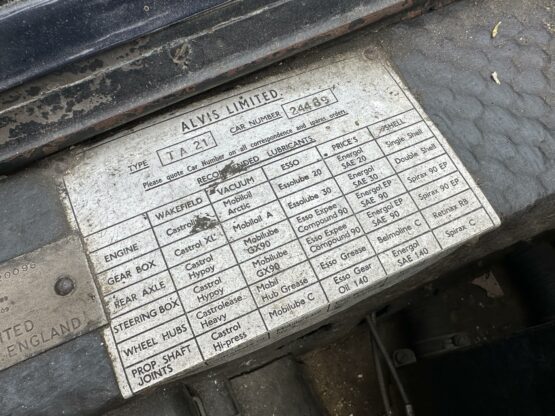 ALVIS LIMITED
TYPE TA 21 CAR NUMBER 24489
Please quote Car Number on all correspondence and spares orders.
LUBRICANTS
WAKEFIELD VACUUM ESSO PRICE'S SHELL
ENGINE Castrol Mobiloil Arctic Essolube 20 Energol SAE 20 Single Shell
GEAR BOX Castrol XL Mobiloil A Essolube 30 Energol SAE 30 Double Shell
REAR AXLE Castrol Hypoy Mobilube GX90 Esso Expee Compound 90 Energol EP SAE 90 Spirax 90 EP
STEERING BOX Castrol Hypoy Mobilube GX90 Esso Expee Compound 90 Energol EP SAE 90 Spirax 90 EP
WHEEL HUBS Castrolease Heavy Mobil Hub Grease Esso Grease Belmoline C Retinax RB
PROP. SHAFT JOINTS Castrol Hi-press Mobilube C Esso Gear Oil 140 Energol SAE 140 Spirax C
0098
ITED
ENGLAND